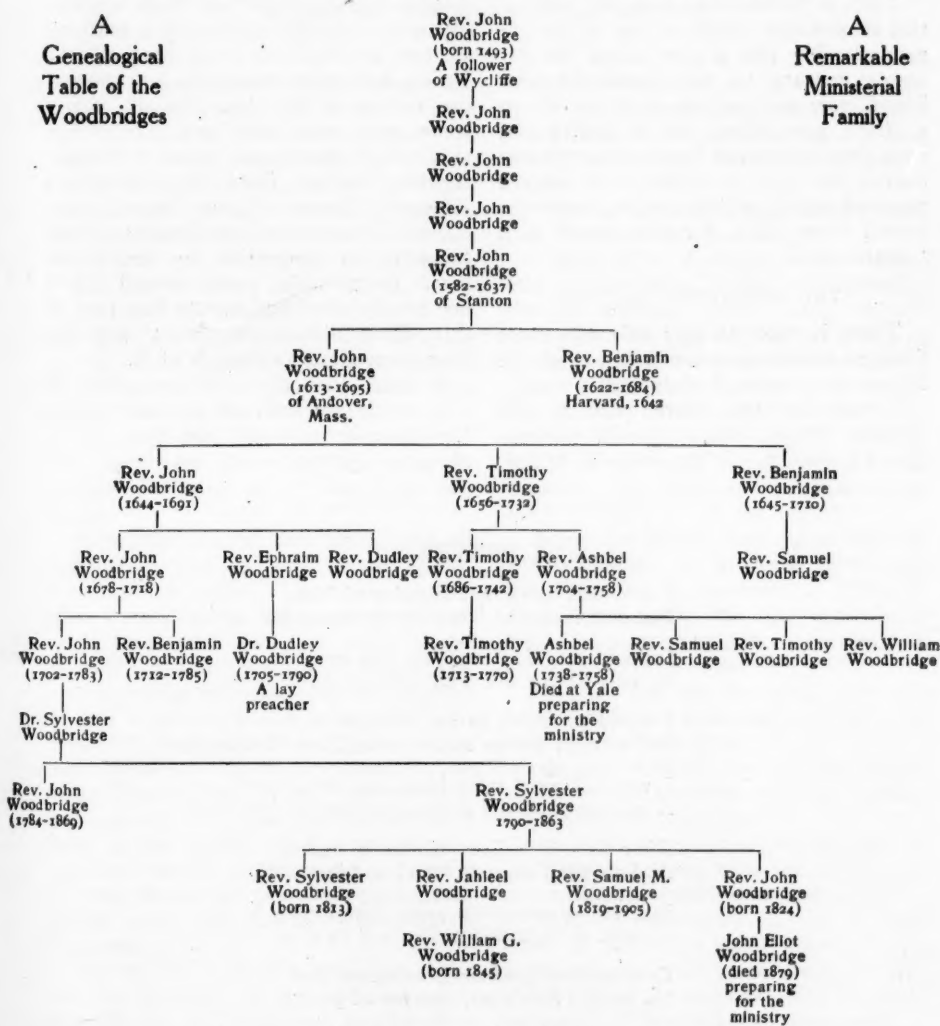 A
Genealogical
Table of the
Woodbridges
A
Remarkable
Ministerial
Family
Rev. John
Woodbridge
(born 1493)
A follower
of Wycliffe
Rev. John
Woodbridge
Rev. John
Woodbridge
Rev. John
Woodbridge
Rev. John
Woodbridge
(1582-1637)
of Stanton
Rev. John
Woodbridge
(1613-1695)
of Andover,
Mass.
Rev. Benjamin
Woodbridge
(1622-1684)
Harvard, 1642
Rev. John
Woodbridge
(1644-1691)
Rev. Timothy
Woodbridge
(1656-1732)
Rev. Benjamin
Woodbridge
(1645-1710)
Rev. John
Woodbridge
(1678-1718)
Rev. Ephraim
Woodbridge
Rev. Dudley
Woodbridge
Rev. Timothy
Woodbridge
(1686-1742)
Rev. Ashbel
Woodbridge
(1704-1758)
Rev. Samuel
Woodbridge
Rev. John
Woodbridge
(1702-1783)
Rev. Benjamin
Woodbridge
(1712-1785)
Dr. Dudley
Woodbridge
(1705-1790)
A lay
preacher
Rev. Timothy
Woodbridge
(1713-1770)
Ashbel
Woodbridge
(1738-1758)
Died at Yale
preparing
for the
ministry
Rev. Samuel
Woodbridge
Rev. Timothy
Woodbridge
Rev. William
Woodbridge
Dr. Sylvester
Woodbridge
Rev. John
Woodbridge
(1784-1869)
Rev. Sylvester
Woodbridge
1790-1863
Rev. Sylvester
Woodbridge
(born 1813)
Rev. Jahleel
Woodbridge
Rev. Samuel M.
Woodbridge
(1819-1905)
Rev. John
Woodbridge
(born 1824)
Rev. William G.
Woodbridge
(born 1845)
John Eliot
Woodbridge
(died 1879)
preparing
for the
ministry